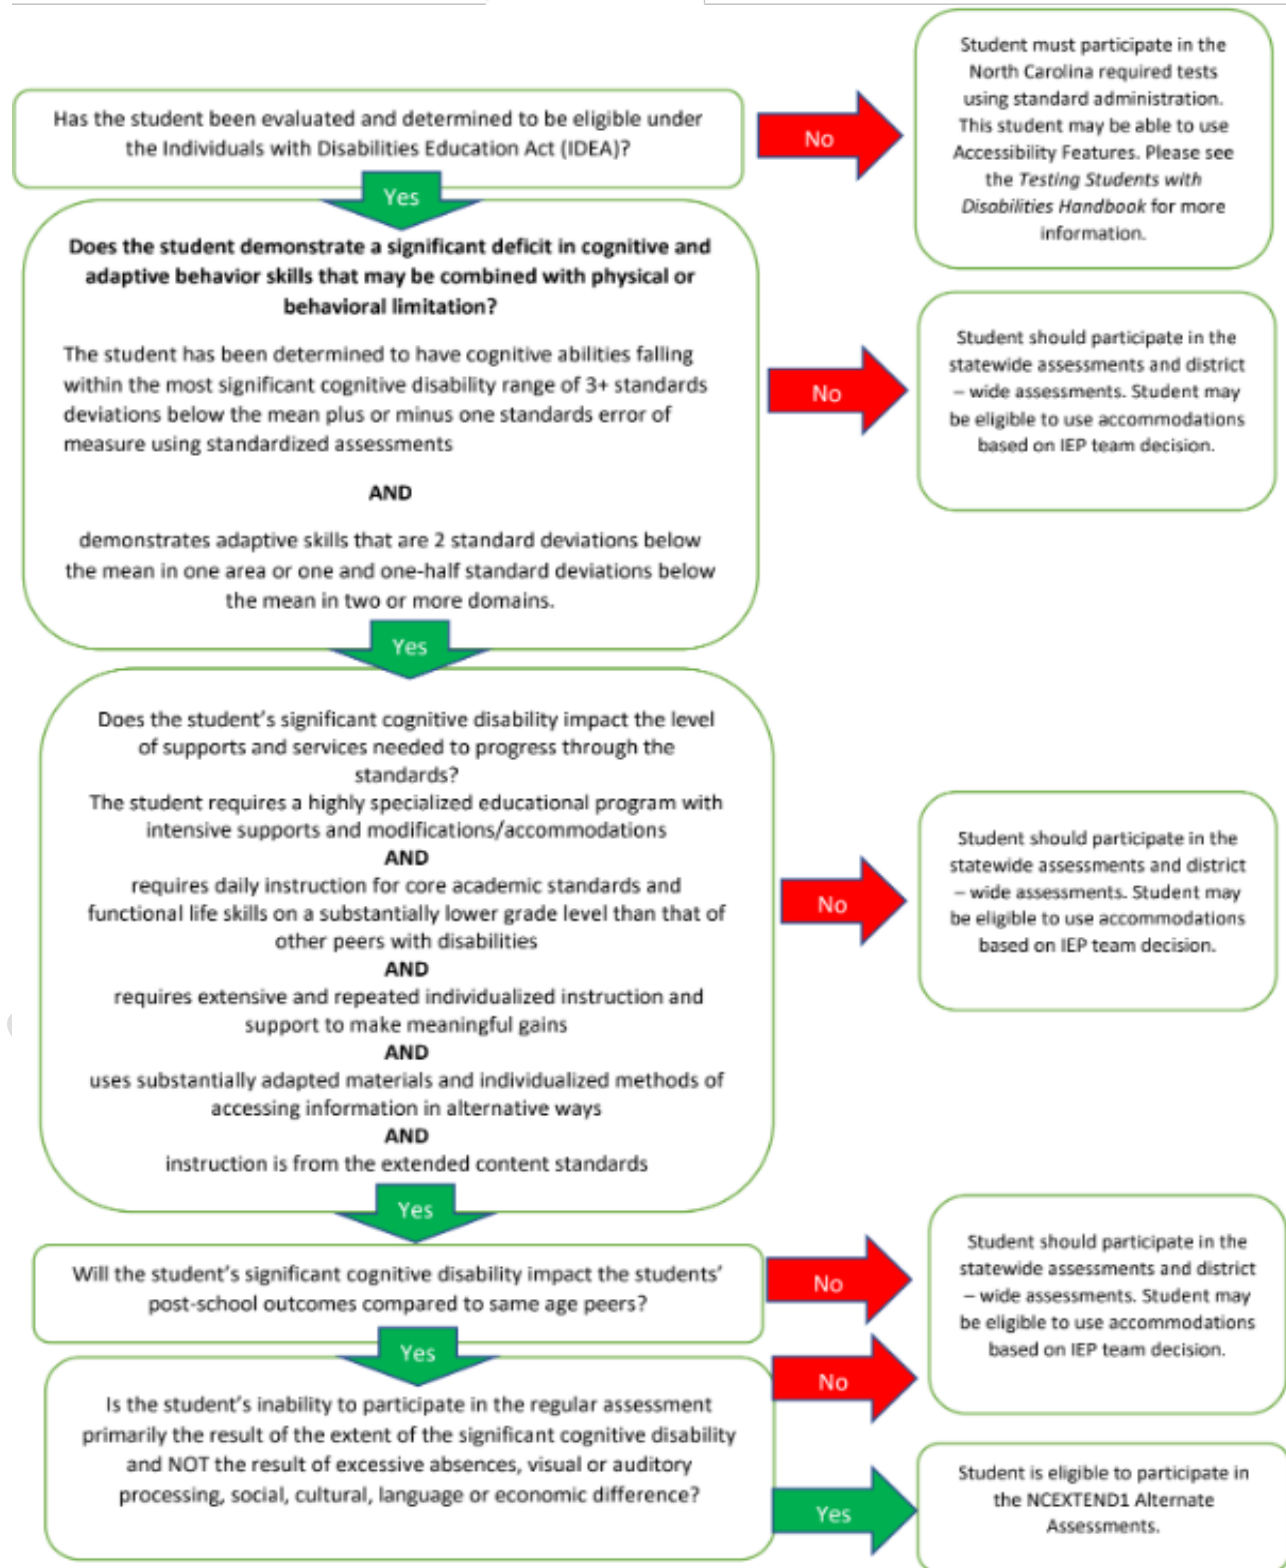 Has the student been evaluated and determined to be eligible under
the Individuals with Disabilities Education Act (IDEA)?
No
Student must participate in the
North Carolina required tests
using standard administration.
This student may be able to use
Accessibility Features. Please see
the Testing Students with
Disabilities Handbook for more
information.
Yes
Does the student demonstrate a significant deficit in cognitive and
adaptive behavior skills that may be combined with physical or
behavioral limitation?
The student has been determined to have cognitive abilities falling
within the most significant cognitive disability range of 3+ standards
deviations below the mean plus or minus one standards error of
measure using standardized assessments
AND
demonstrates adaptive skills that are 2 standard deviations below
the mean in one area or one and one-half standard deviations below
the mean in two or more domains.
No
Student should participate in the
statewide assessments and district
– wide assessments. Student may
be eligible to use accommodations
based on IEP team decision.
Yes
Does the student's significant cognitive disability impact the level
of supports and services needed to progress through the
standards?
The student requires a highly specialized educational program with
intensive supports and modifications/accommodations
AND
requires daily instruction for core academic standards and
functional life skills on a substantially lower grade level than that of
other peers with disabilities
AND
requires extensive and repeated individualized instruction and
support to make meaningful gains
AND
uses substantially adapted materials and individualized methods of
accessing information in alternative ways
AND
instruction is from the extended content standards
No
Student should participate in the
statewide assessments and district
– wide assessments. Student may
be eligible to use accommodations
based on IEP team decision.
Yes
Will the student's significant cognitive disability impact the students'
post-school outcomes compared to same age peers?
No
Student should participate in the
statewide assessments and district
– wide assessments. Student may
be eligible to use accommodations
based on IEP team decision.
Yes
Is the student's inability to participate in the regular assessment
primarily the result of the extent of the significant cognitive disability
and NOT the result of excessive absences, visual or auditory
processing, social, cultural, language or economic difference?
No
Yes
Student is eligible to participate in
the NCEXTEND1 Alternate
Assessments.